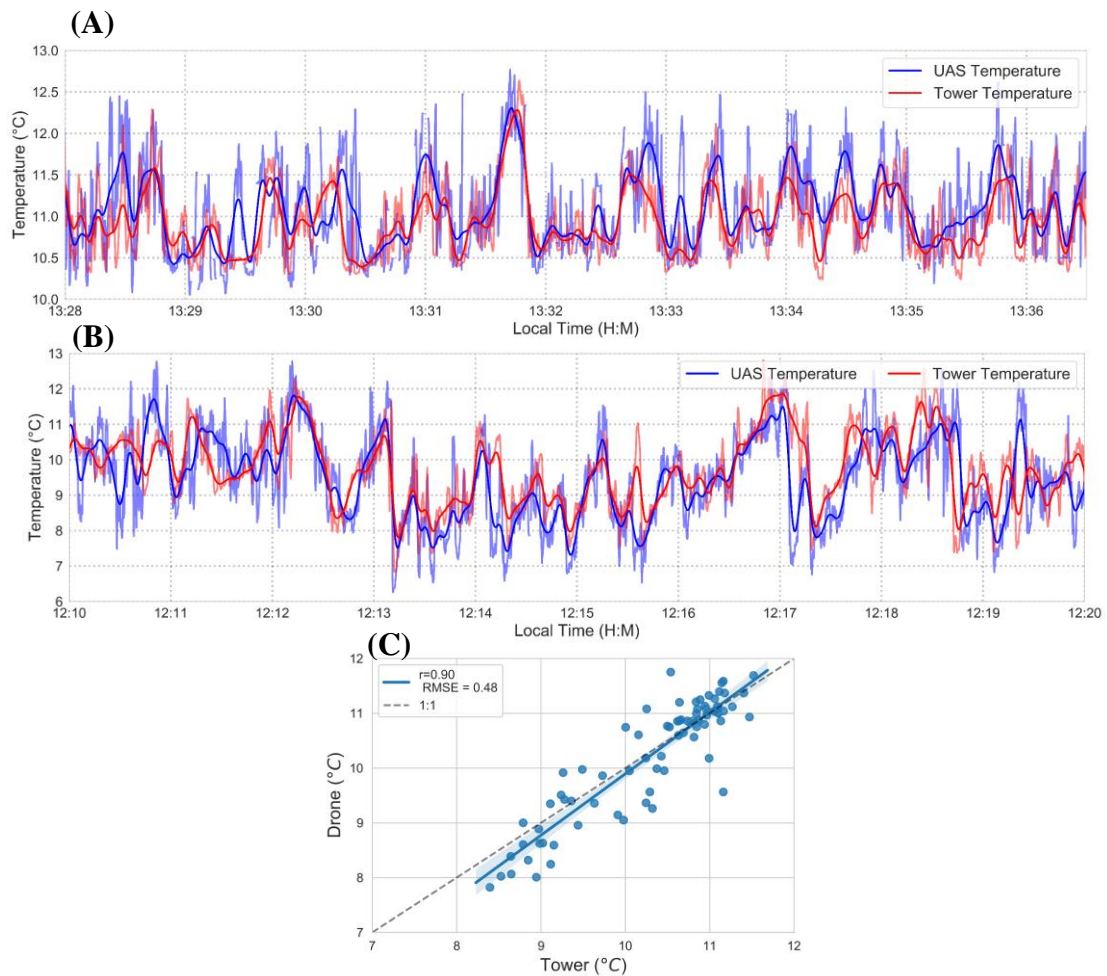 (A)
13.0
12.5
12.0
11.5
11.0
10.5
10.0
Temperature (°C)
UAS Temperature
Tower Temperature
13:28 13:29 13:30 13:31 13:32 13:33 13:34 13:35 13:36
Local Time (H:M)
(B)
13
12
11
10
9
8
7
6
Temperature (°C)
UAS Temperature Tower Temperature
12:10 12:11 12:12 12:13 12:14 12:15 12:16 12:17 12:18 12:19 12:20
Local Time (H:M)
(C)
12
11
10
9
8
7
Drone (°C)
r=0.90
RMSE = 0.48
1:1
7 8 9 10 11 12
Tower (°C)